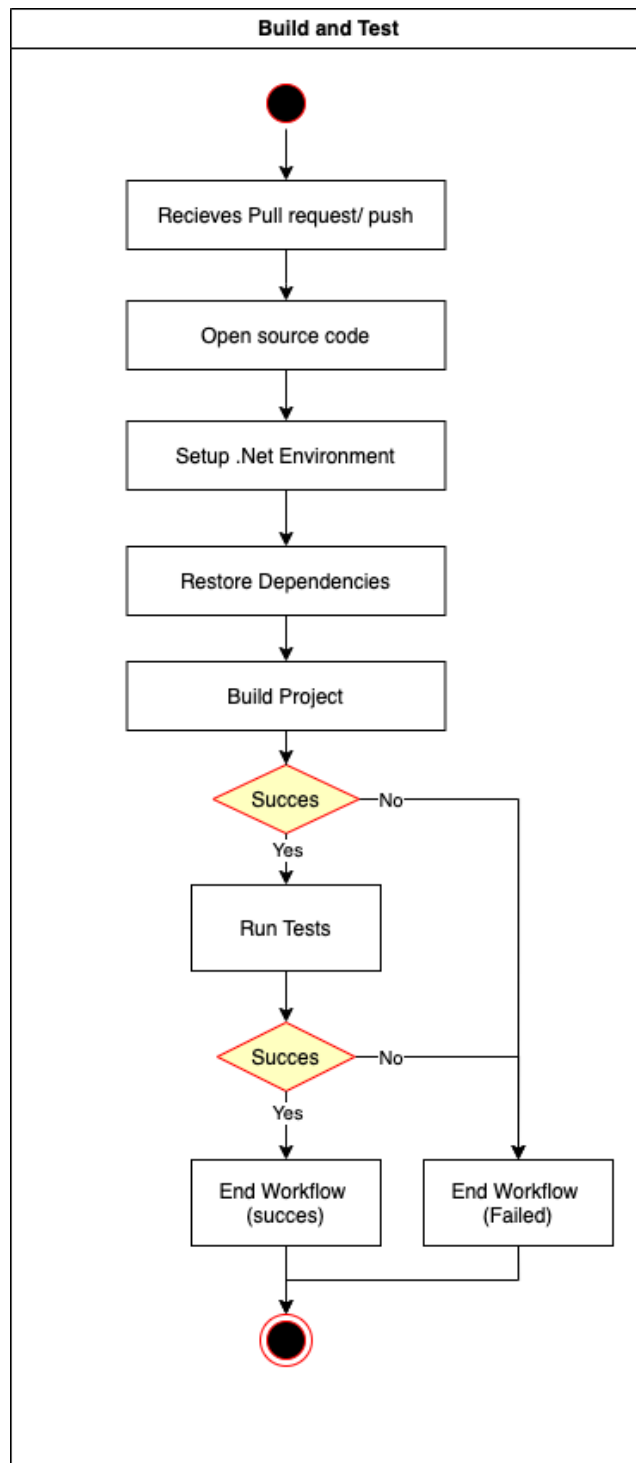 Build and Test
Recieves Pull request/ push
Open source code
Setup .Net Environment
Restore Dependencies
Build Project
Succes
No
Yes
Run Tests
Succes
No
Yes
End Workflow
(succes)
End Workflow
(Failed)